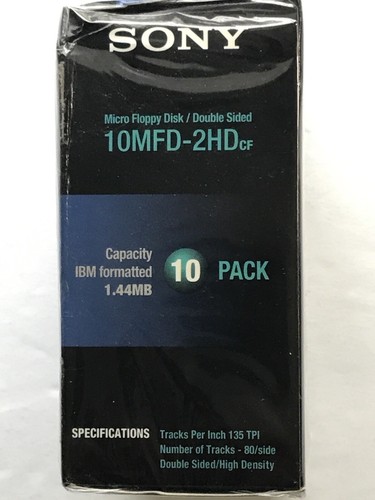 SONY
Micro Floppy Disk / Double Sided
10MFD-2HDCF
Capacity
IBM formatted
1.44MB
10 PACK
SPECIFICATIONS Tracks Per Inch 135 TPI
Number of Tracks - 80/side
Double Sided/High Density